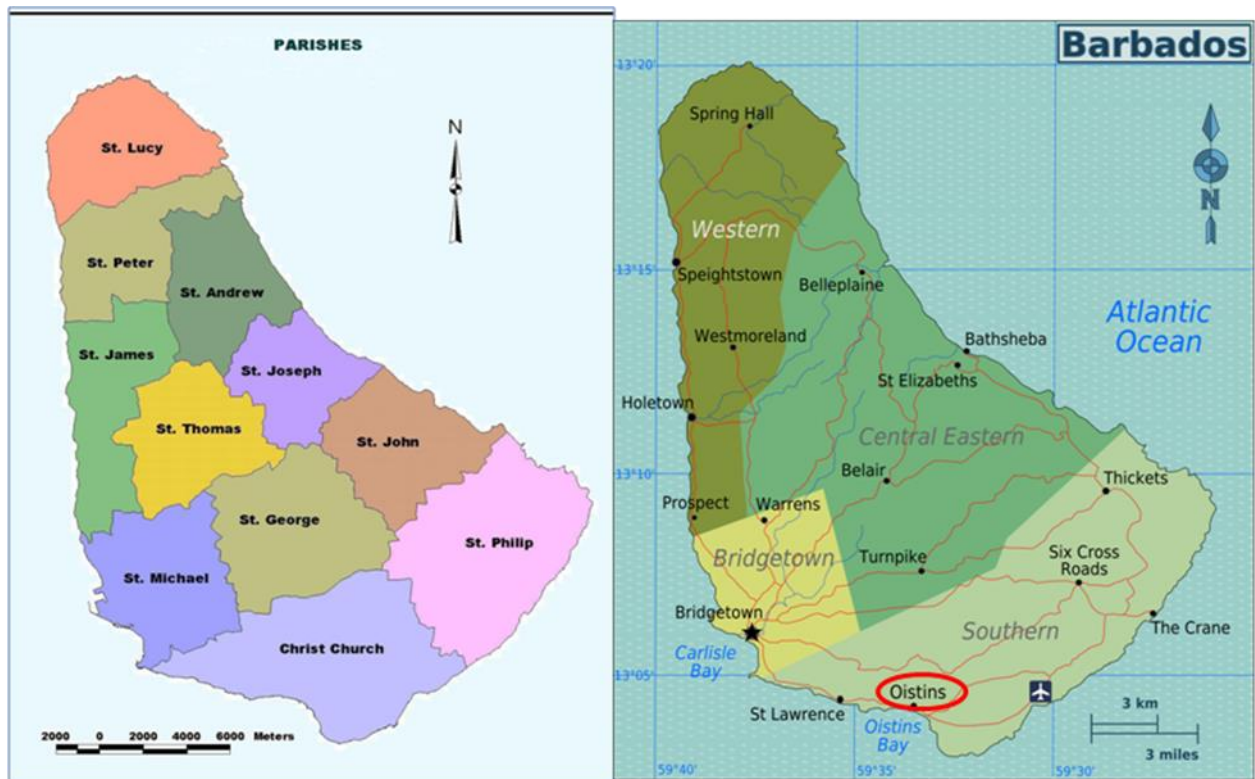 PARISHES
N
St. Lucy
St. Peter
St. Andrew
St. James
St. Joseph
St. Thomas
St. John
St. George
St. Philip
St. Michael
Christ Church
2000 0 2000 4000 6000 Meters
Barbados
13°20'
Spring Hall
N
Western
13°15'
Speightstown
Belleplaine
Atlantic
Ocean
Westmoreland
Bathsheba
St Elizabeths
Holetown
Central Eastern
13°10'
Belair
Thickets
Prospect
Warrens
Bridgetown
Turnpike
Six Cross
Roads
Bridgetown
Southern
The Crane
Carlisle
Bay
13°05'
Oistins
St Lawrence
Oistins
Bay
3 km
3 miles
59°40'
59°35'
59°30'